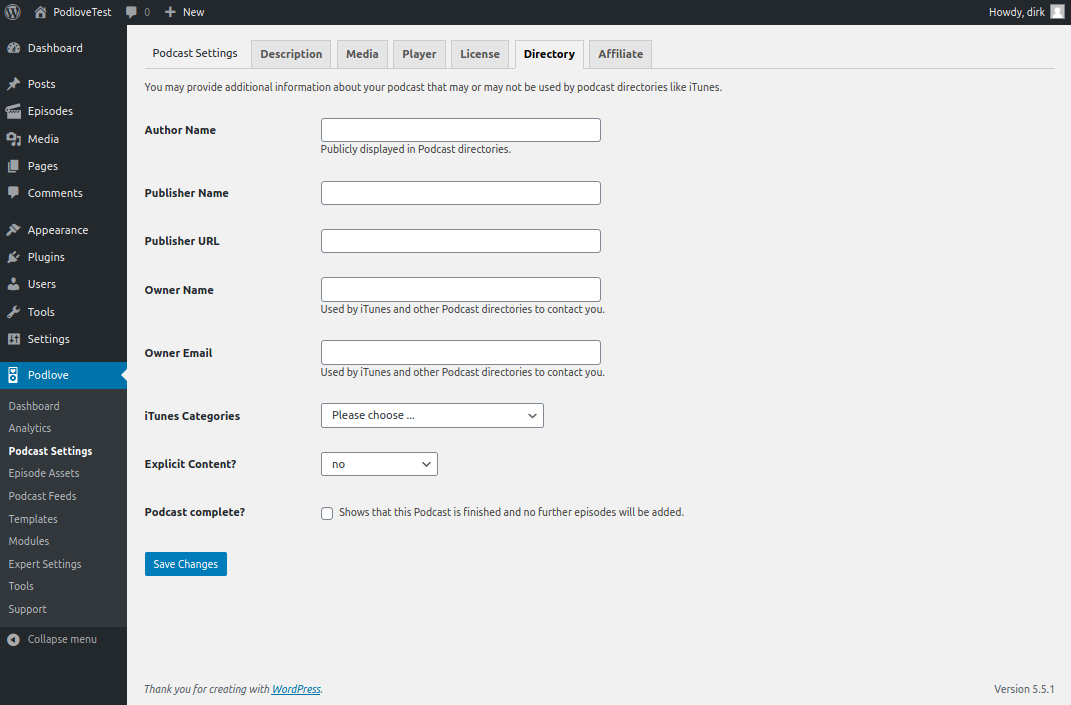 PodloveTest 0 New Howdy, dirk
Dashboard
Posts
Episodes
Media
Pages
Comments
Appearance
Plugins
Users
Tools
Settings
Podlove
Dashboard
Analytics
Podcast Settings
Episode Assets
Podcast Feeds
Templates
Modules
Expert Settings
Tools
Support
Collapse menu
Podcast Settings Description Media Player License Directory Affiliate
You may provide additional information about your podcast that may or may not be used by podcast directories like iTunes.
Author Name
Publicly displayed in Podcast directories.
Publisher Name
Publisher URL
Owner Name
Used by iTunes and other Podcast directories to contact you.
Owner Email
Used by iTunes and other Podcast directories to contact you.
iTunes Categories Please choose ...
Explicit Content? no
Podcast complete? Shows that this Podcast is finished and no further episodes will be added.
Save Changes
Thank you for creating with WordPress. Version 5.5.1